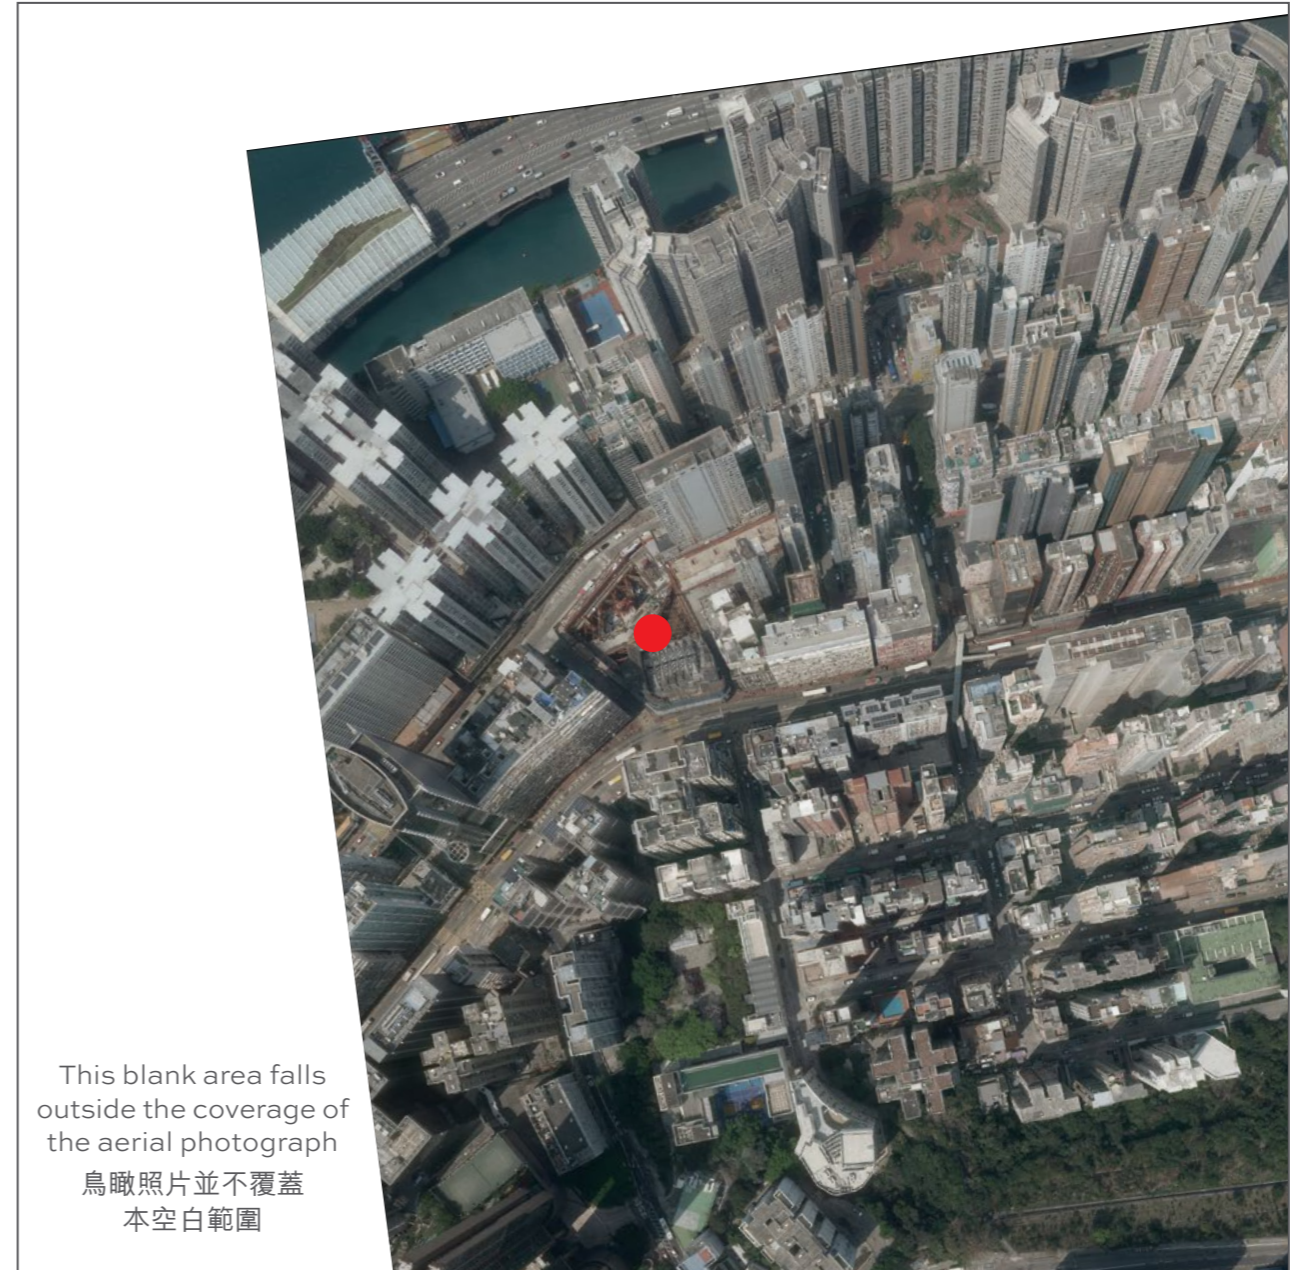 This blank area falls
outside the coverage of
the aerial photograph
鳥瞰照片並不覆蓋
本空白範圍